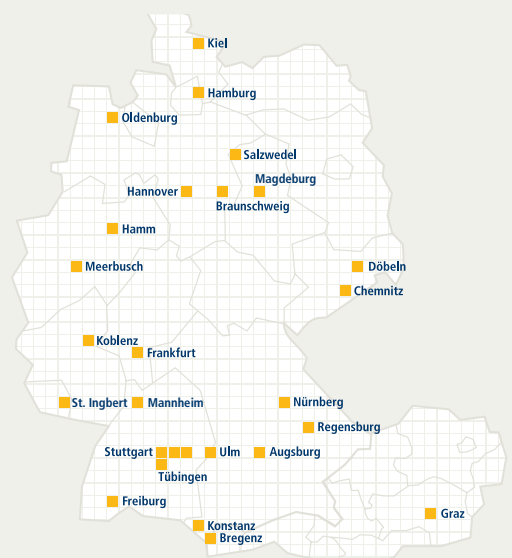 Kiel
Hamburg
Oldenburg
Salzwedel
Magdeburg
Hannover
Braunschweig
Hamm
Meerbusch
Döbeln
Chemnitz
Koblenz
Frankfurt
St. Ingbert
Mannheim
Nürnberg
Regensburg
Stuttgart
Ulm
Augsburg
Tübingen
Freiburg
Graz
Konstanz
Bregenz